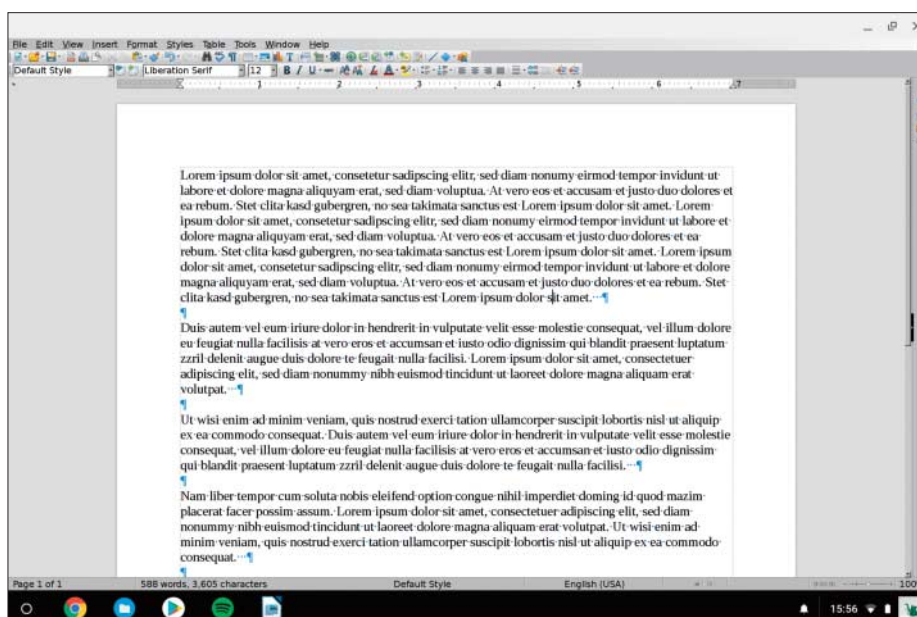 File Edit View Insert Format Styles Table Tools Window Help
Default Style Liberation Serif 12 B I U
1 2 3 4 5 6 7
Lorem ipsum dolor sit amet, consetetur sadipscing elitr, sed diam nonumy eirmod tempor invidunt ut
labore et dolore magna aliquyam erat, sed diam voluptua. At vero eos et accusam et justo duo dolores et
ea rebum. Stet clita kasd gubergren, no sea takimata sanctus est Lorem ipsum dolor sit amet. Lorem
ipsum dolor sit amet, consetetur sadipscing elitr, sed diam nonumy eirmod tempor invidunt ut labore et
dolore magna aliquyam erat, sed diam voluptua. At vero eos et accusam et justo duo dolores et ea
rebum. Stet clita kasd gubergren, no sea takimata sanctus est Lorem ipsum dolor sit amet. Lorem ipsum
dolor sit amet, consetetur sadipscing elitr, sed diam nonumy eirmod tempor invidunt ut labore et dolore
magna aliquyam erat, sed diam voluptua. At vero eos et accusam et justo duo dolores et ea rebum. Stet
clita kasd gubergren, no sea takimata sanctus est Lorem ipsum dolor sit amet. ¶
¶
Duis autem vel eum iriure dolor in hendrerit in vulputate velit esse molestie consequat, vel illum dolore
eu feugiat nulla facilisis at vero eros et accumsan et iusto odio dignissim qui blandit praesent luptatum
zzril delenit augue duis dolore te feugait nulla facilisi. Lorem ipsum dolor sit amet, consectetuer
adipiscing elit, sed diam nonummy nibh euismod tincidunt ut laoreet dolore magna aliquam erat
volutpat. ¶
¶
Ut wisi enim ad minim veniam, quis nostrud exerci tation ullamcorper suscipit lobortis nisl ut aliquip
ex ea commodo consequat. Duis autem vel eum iriure dolor in hendrerit in vulputate velit esse molestie
consequat, vel illum dolore eu feugiat nulla facilisis at vero eros et accumsan et iusto odio dignissim
qui blandit praesent luptatum zzril delenit augue duis dolore te feugait nulla facilisi. ¶
¶
Nam liber tempor cum soluta nobis eleifend option congue nihil imperdiet doming id quod mazim
placerat facer possim assum. Lorem ipsum dolor sit amet, consectetuer adipiscing elit, sed diam
nonummy nibh euismod tincidunt ut laoreet dolore magna aliquam erat volutpat. Ut wisi enim ad
minim veniam, quis nostrud exerci tation ullamcorper suscipit lobortis nisl ut aliquip ex ea commodo
consequat. ¶
¶
Page 1 of 1 588 words, 3,605 characters Default Style English (USA) 100
15:56